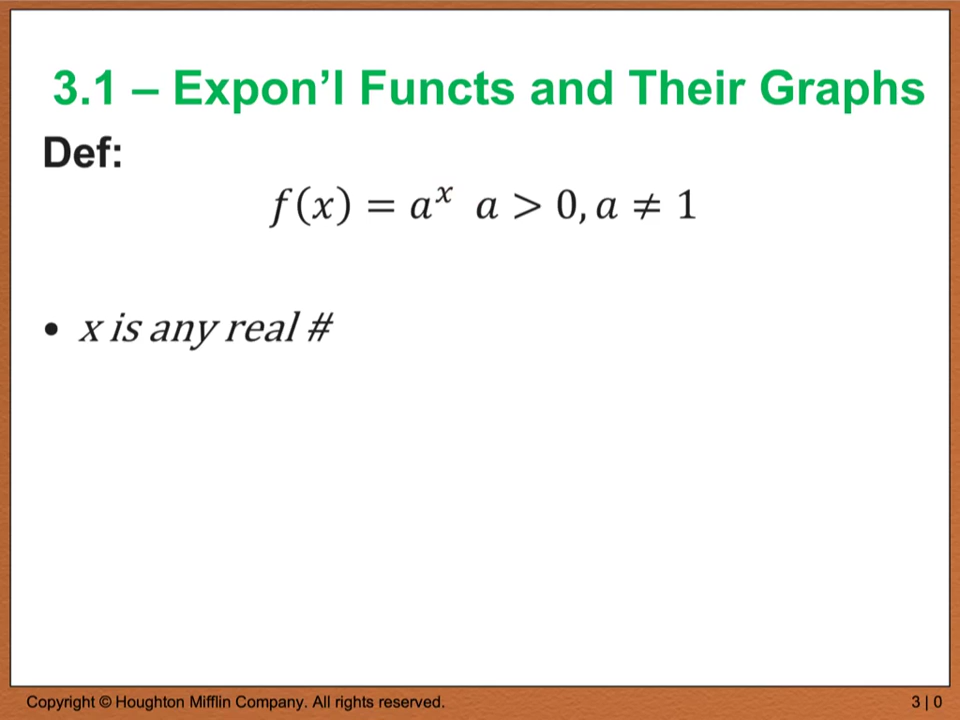 3.1 – Expon’l Functs and Their Graphs
Def:
f(x) = aˣ a > 0, a ≠ 1
• x is any real #
Copyright © Houghton Mifflin Company. All rights reserved.
3 | 0